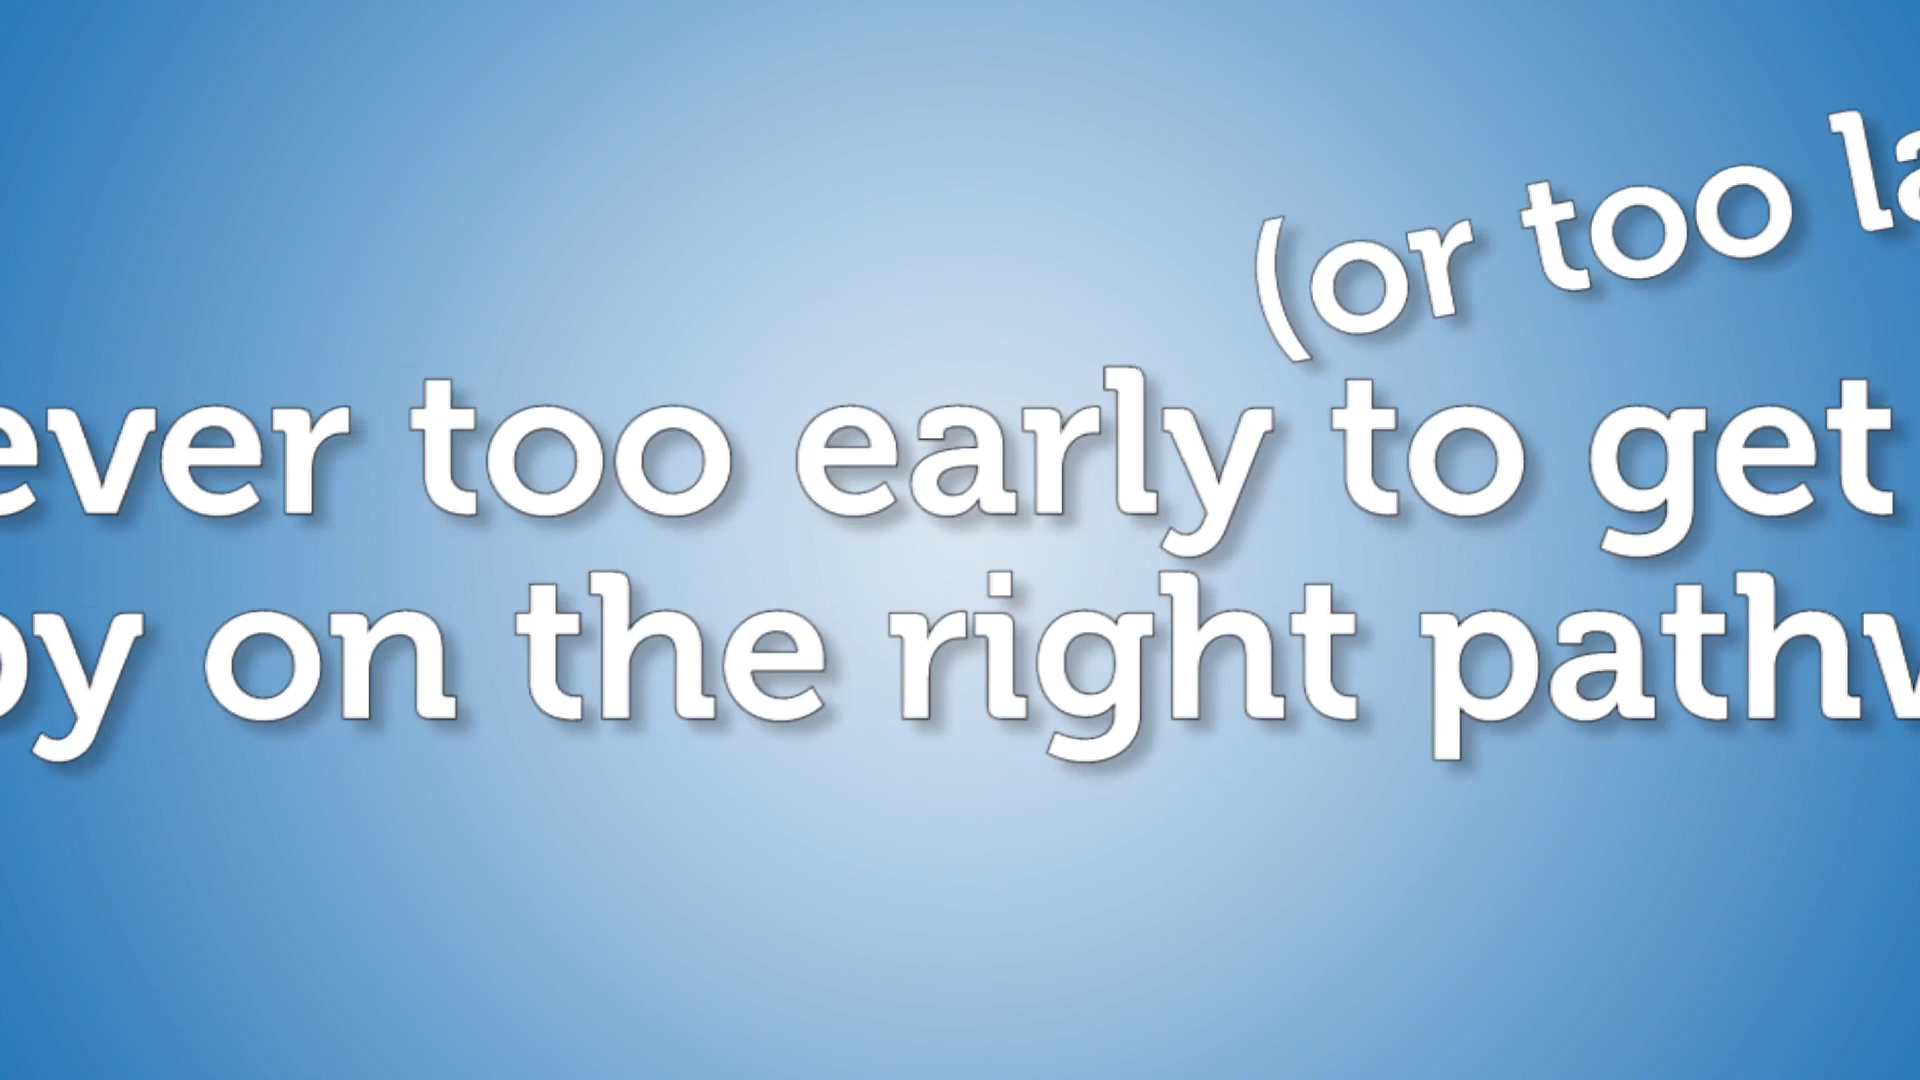 (or too la
ever too early to get
by on the right pathw